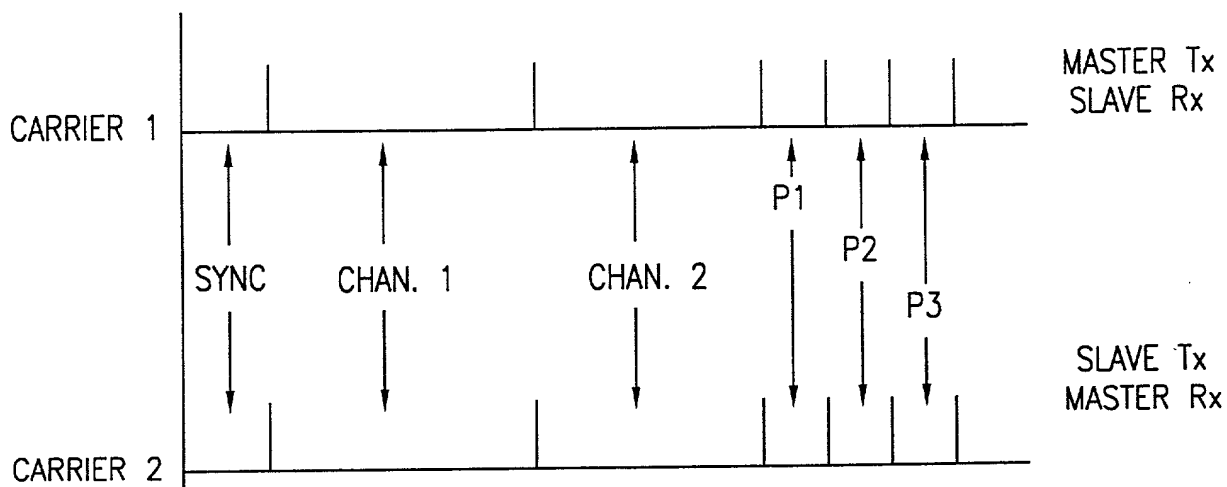 MASTER Tx
SLAVE Rx
CARRIER 1
P1
P2
SYNC
CHAN. 1
CHAN. 2
P3
SLAVE Tx
MASTER Rx
CARRIER 2